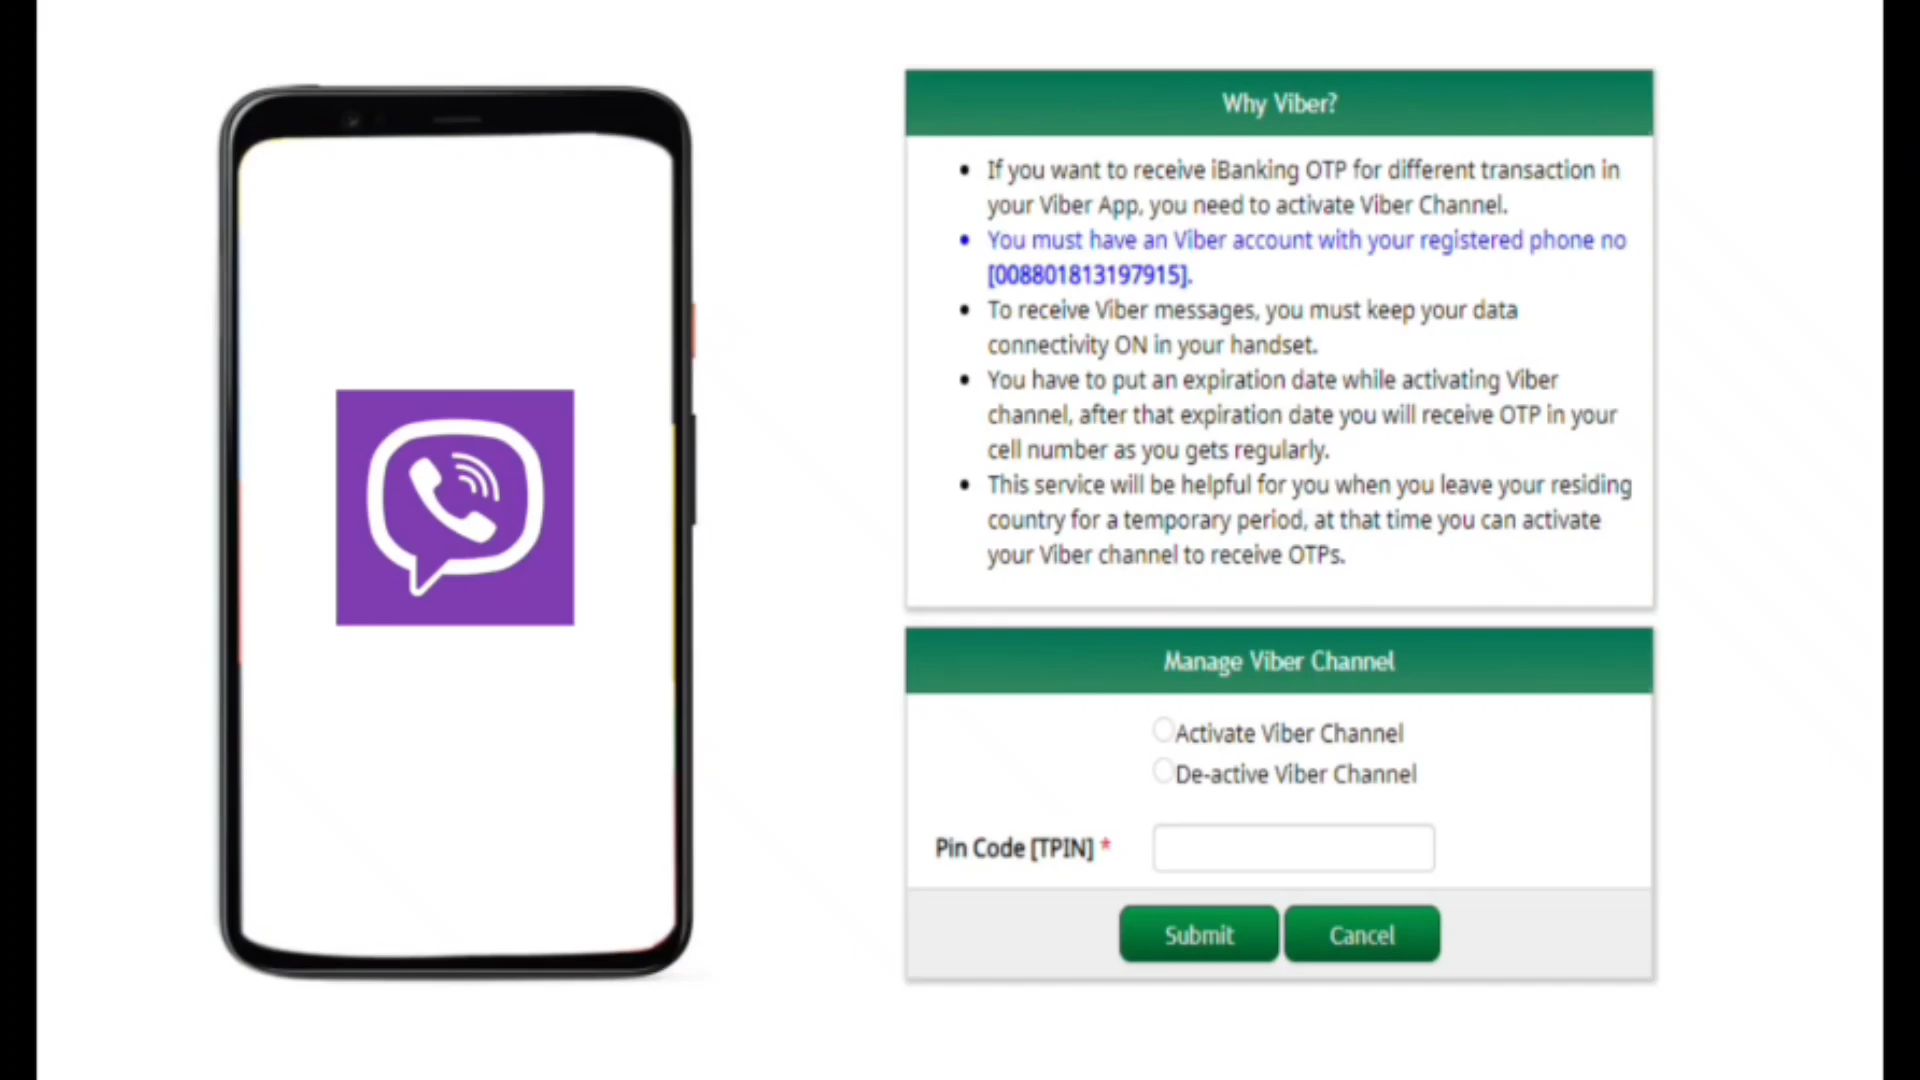 Why Viber?
If you want to receive iBanking OTP for different transaction in
your Viber App, you need to activate Viber Channel.
You must have an Viber account with your registered phone no
[008801813197915].
To receive Viber messages, you must keep your data
connectivity ON in your handset.
You have to put an expiration date while activating Viber
channel, after that expiration date you will receive OTP in your
cell number as you gets regularly.
This service will be helpful for you when you leave your residing
country for a temporary period, at that time you can activate
your Viber channel to receive OTPs.
Manage Viber Channel
Activate Viber Channel
De-active Viber Channel
Pin Code [TPIN] *
Submit Cancel